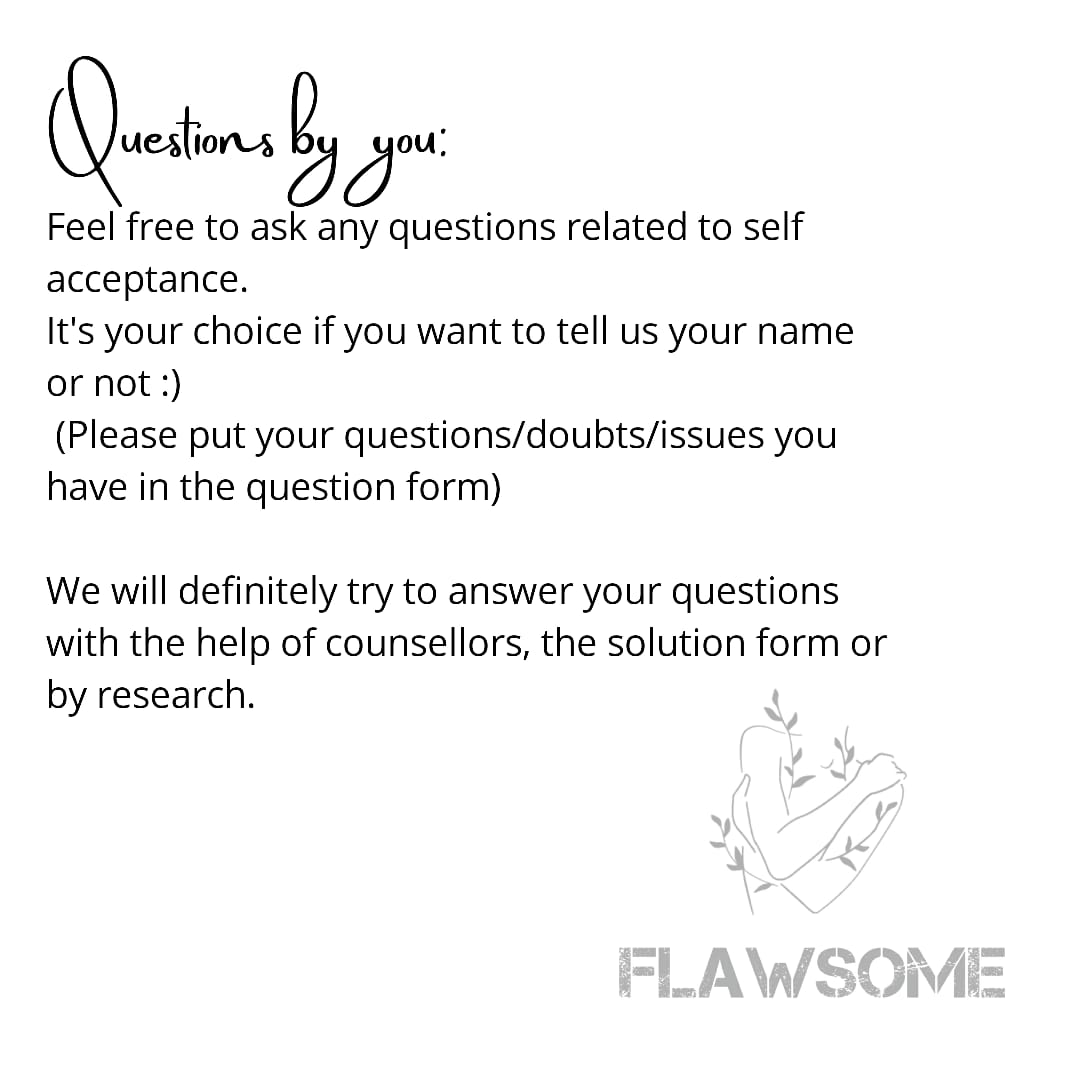 Questions by you:
Feel free to ask any questions related to self
acceptance.
It's your choice if you want to tell us your name
or not :)
(Please put your questions/doubts/issues you
have in the question form)
We will definitely try to answer your questions
with the help of counsellors, the solution form or
by research.
FLAWSOME